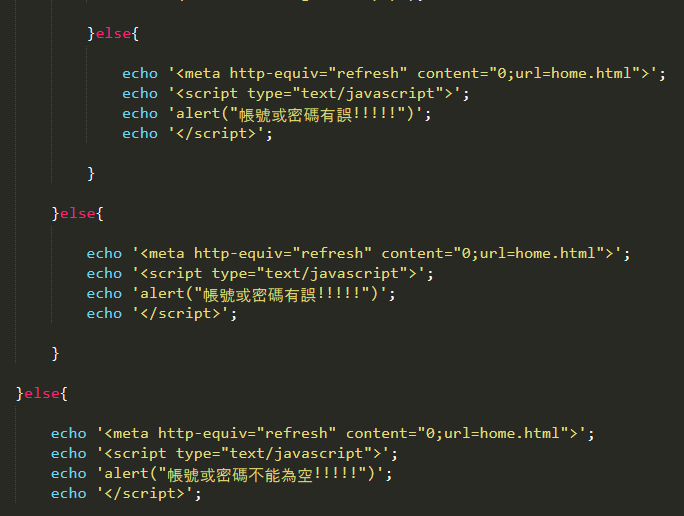 }else{
echo '<meta http-equiv="refresh" content="0;url=home.html">';
echo '<script type="text/javascript">';
echo 'alert("帳號或密碼有誤!!!!!")';
echo '</script>';
}
}else{
echo '<meta http-equiv="refresh" content="0;url=home.html">';
echo '<script type="text/javascript">';
echo 'alert("帳號或密碼有誤!!!!!")';
echo '</script>';
}
}else{
echo '<meta http-equiv="refresh" content="0;url=home.html">';
echo '<script type="text/javascript">';
echo 'alert("帳號或密碼不能為空!!!!!")';
echo '</script>';